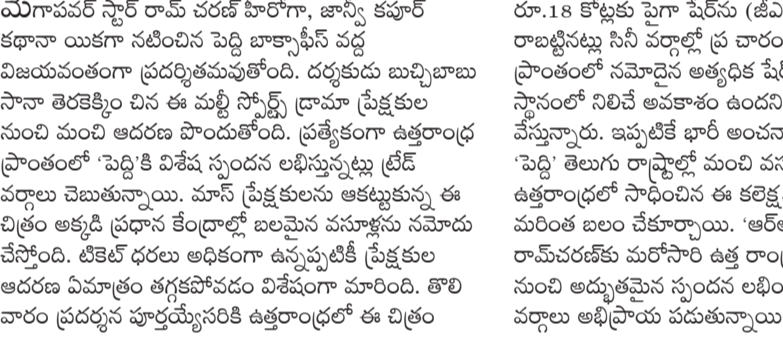 మెగాపవర్ స్టార్ రామ్ చరణ్ హీరోగా, జాన్వీ కపూర్
కథానా యికగా నటించిన పెద్ది బాక్సాఫీస్ వద్ద
విజయవంతంగా ప్రదర్శితమవుతోంది. దర్శకుడు బుచ్చిబాబు
సానా తెరకెక్కిం చిన ఈ మల్టీ స్పోర్ట్స్ డ్రామా ప్రేక్షకుల
నుంచి మంచి ఆదరణ పొందుతోంది. ప్రత్యేకంగా ఉత్తరాంధ్ర
ప్రాంతంలో 'పెద్ది'కి విశేష స్పందన లభిస్తున్నట్లు ట్రేడ్
వర్గాలు చెబుతున్నాయి. మాస్ ప్రేక్షకులను ఆకట్టుకున్న ఈ
చిత్రం అక్కడి ప్రధాన కేంద్రాల్లో బలమైన వసూళ్లను నమోదు
చేస్తోంది. టికెట్ ధరలు అధికంగా ఉన్నప్పటికీ ప్రేక్షకుల
ఆదరణ ఏమాత్రం తగ్గకపోవడం విశేషంగా మారింది. తొలి
వారం ప్రదర్శన పూర్తయ్యేసరికి ఉత్తరాంధ్రలో ఈ చిత్రం
రూ.18 కోట్లకు పైగా షేర్‌ను (జీఎ
రాబట్టినట్లు సినీ వర్గాల్లో ప్ర చారం
ప్రాంతంలో నమోదైన అత్యధిక షే
స్థానంలో నిలిచే అవకాశం ఉందని
వేస్తున్నారు. ఇప్పటికే భారీ అంచన
'పెద్ది' తెలుగు రాష్ట్రాల్లో మంచి వస
ఉత్తరాంధ్రలో సాధించిన ఈ కలెక్ష
మరింత బలం చేకూర్చాయి. 'ఆర్
రామ్‌చరణ్‌కు మరోసారి ఉత్త రాం
నుంచి అద్భుతమైన స్పందన లభిం
వర్గాలు అభిప్రాయ పడుతున్నాయి